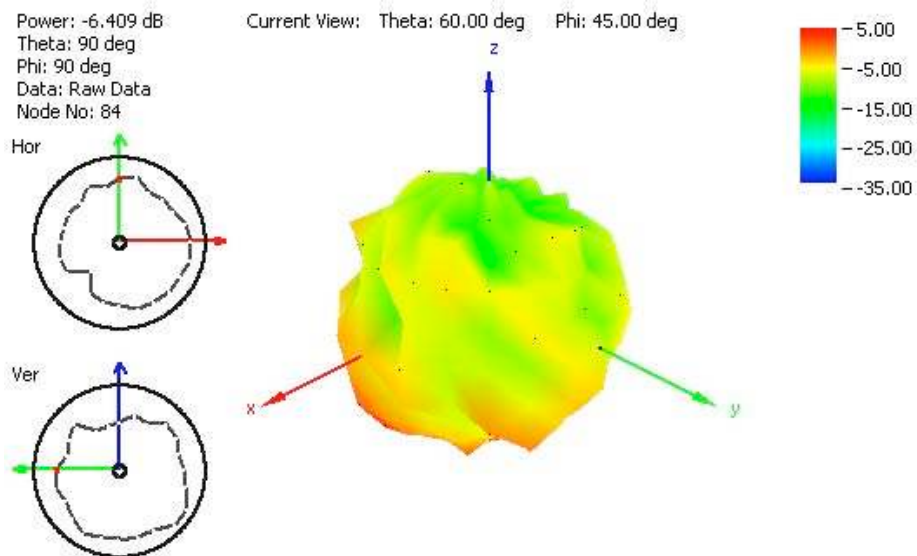 Power: -6.409 dB
Theta: 90 deg
Phi: 90 deg
Data: Raw Data
Node No: 84
Current View: Theta: 60.00 deg Phi: 45.00 deg
5.00
-5.00
-15.00
-25.00
-35.00
Hor
Ver
z
x
y